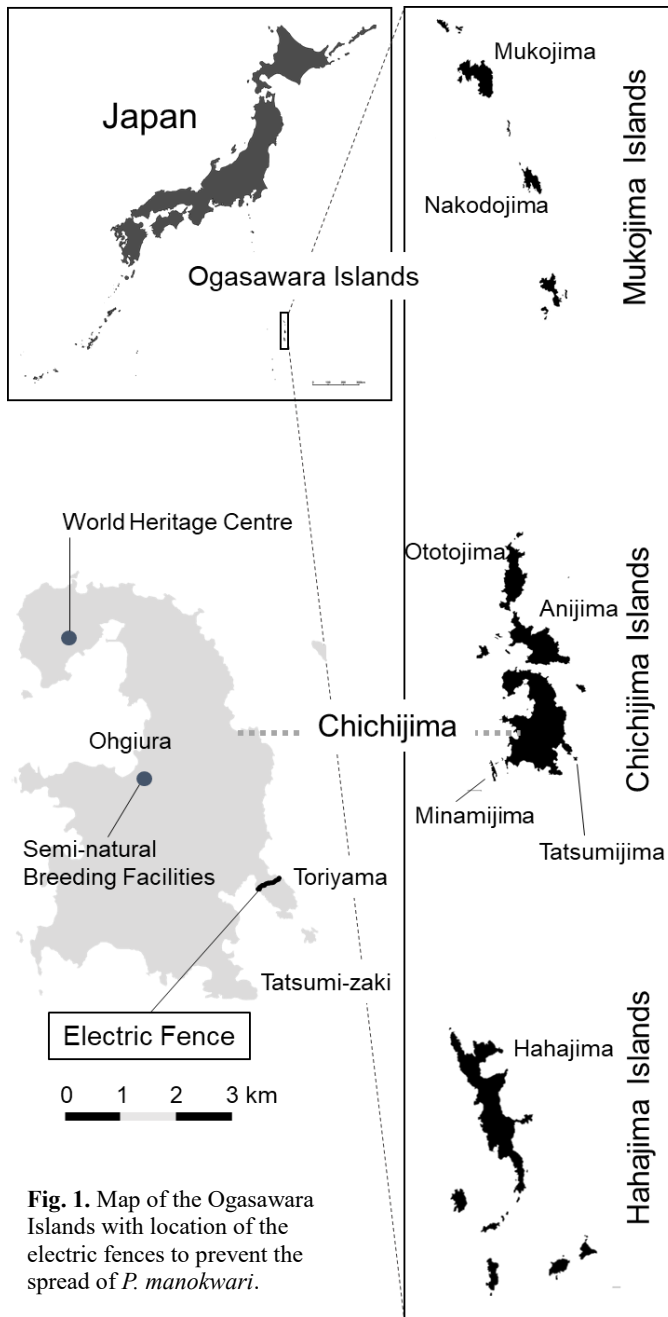 Japan
Ogasawara Islands
Mukojima
Nakodojima
Mukojima Islands
World Heritage Centre
Ohgiura
Semi-natural
Breeding Facilities
Toriyama
Tatsumi-zaki
Electric Fence
0 1 2 3 km
Chichijima
Ototojima
Anijima
Minamijima
Tatsumijima
Chichijima Islands
Hahajima
Hahajima Islands
Fig. 1. Map of the Ogasawara
Islands with location of the
electric fences to prevent the
spread of P. manokwari.